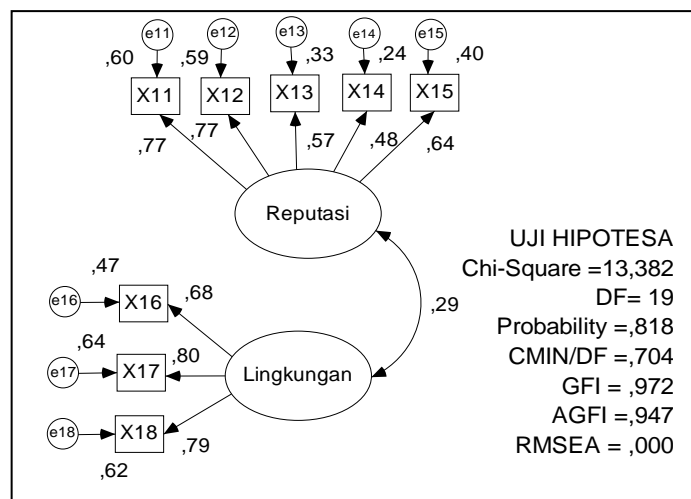 e11 e12 e13 e14 e15
,60 ,59 ,33 ,24 ,40
X11 X12 X13 X14 X15
,77 ,77 ,57 ,48 ,64
Reputasi
UJI HIPOTESA
Chi-Square =13,382
DF= 19
Probability =,818
CMIN/DF =,704
GFI =,972
AGFI =,947
RMSEA =,000
,29
,47
e16 X16 ,68
,64
e17 X17 ,80
Lingkungan
e18 X18 ,79
,62